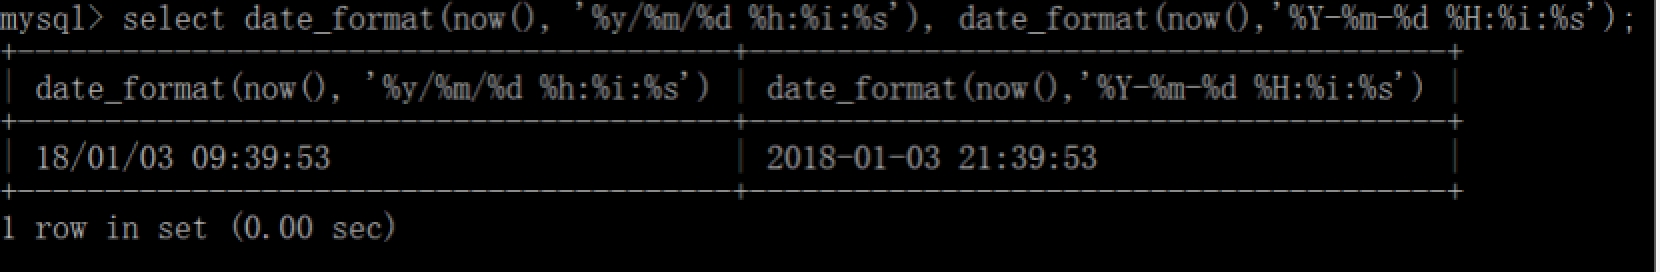 mysql> select date_format(now(), '%y/%m/%d %h:%i:%s'), date_format(now(),'%Y-%m-%d %H:%i:%s');
+---------------------------------------+--------------------------------------+
| date_format(now(), '%y/%m/%d %h:%i:%s') | date_format(now(),'%Y-%m-%d %H:%i:%s') |
+---------------------------------------+--------------------------------------+
| 18/01/03 09:39:53 | 2018-01-03 21:39:53 |
+---------------------------------------+--------------------------------------+
1 row in set (0.00 sec)